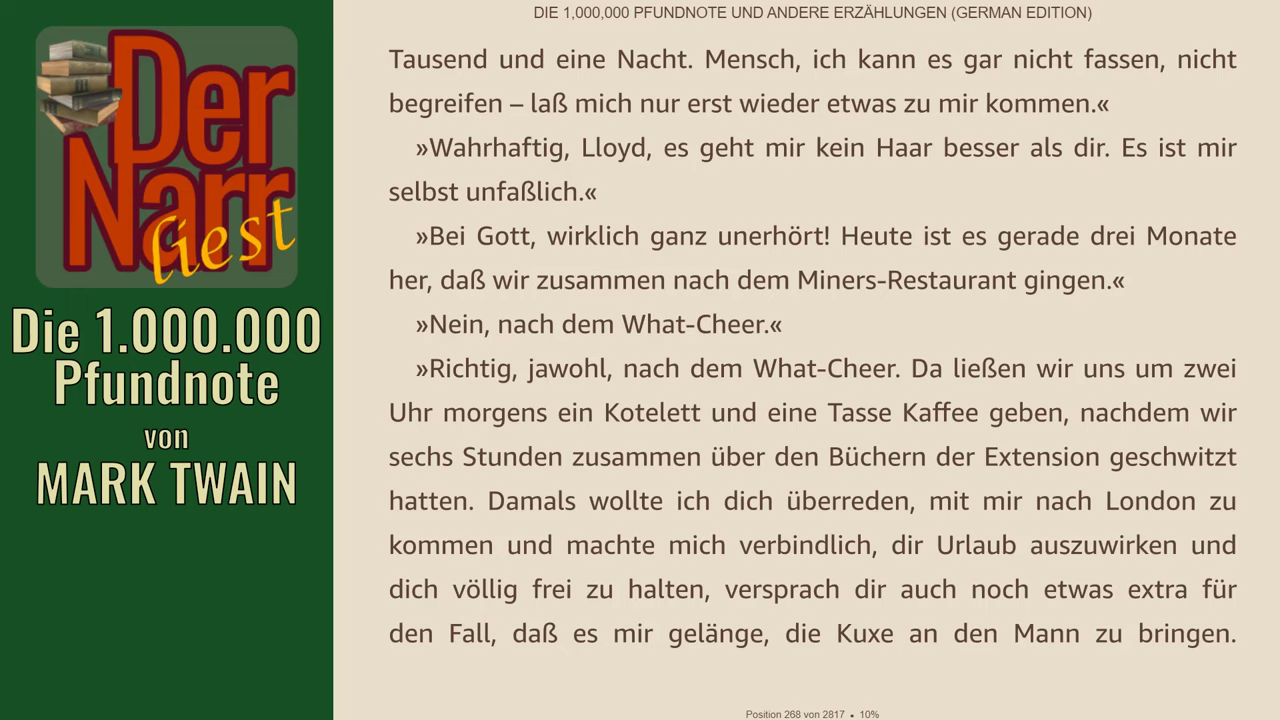 Der
Narr
liest
Die 1.000.000
Pfundnote
von
MARK TWAIN
DIE 1,000,000 PFUNDNOTE UND ANDERE ERZÄHLUNGEN (GERMAN EDITION)
Tausend und eine Nacht. Mensch, ich kann es gar nicht fassen, nicht
begreifen – laß mich nur erst wieder etwas zu mir kommen.«
»Wahrhaftig, Lloyd, es geht mir kein Haar besser als dir. Es ist mir
selbst unfaßlich.«
»Bei Gott, wirklich ganz unerhört! Heute ist es gerade drei Monate
her, daß wir zusammen nach dem Miners-Restaurant gingen.«
»Nein, nach dem What-Cheer.«
»Richtig, jawohl, nach dem What-Cheer. Da ließen wir uns um zwei
Uhr morgens ein Kotelett und eine Tasse Kaffee geben, nachdem wir
sechs Stunden zusammen über den Büchern der Extension geschwitzt
hatten. Damals wollte ich dich überreden, mit mir nach London zu
kommen und machte mich verbindlich, dir Urlaub auszuwirken und
dich völlig frei zu halten, versprach dir auch noch etwas extra für
den Fall, daß es mir gelänge, die Kuxe an den Mann zu bringen.
Position 268 von 2817 • 10%